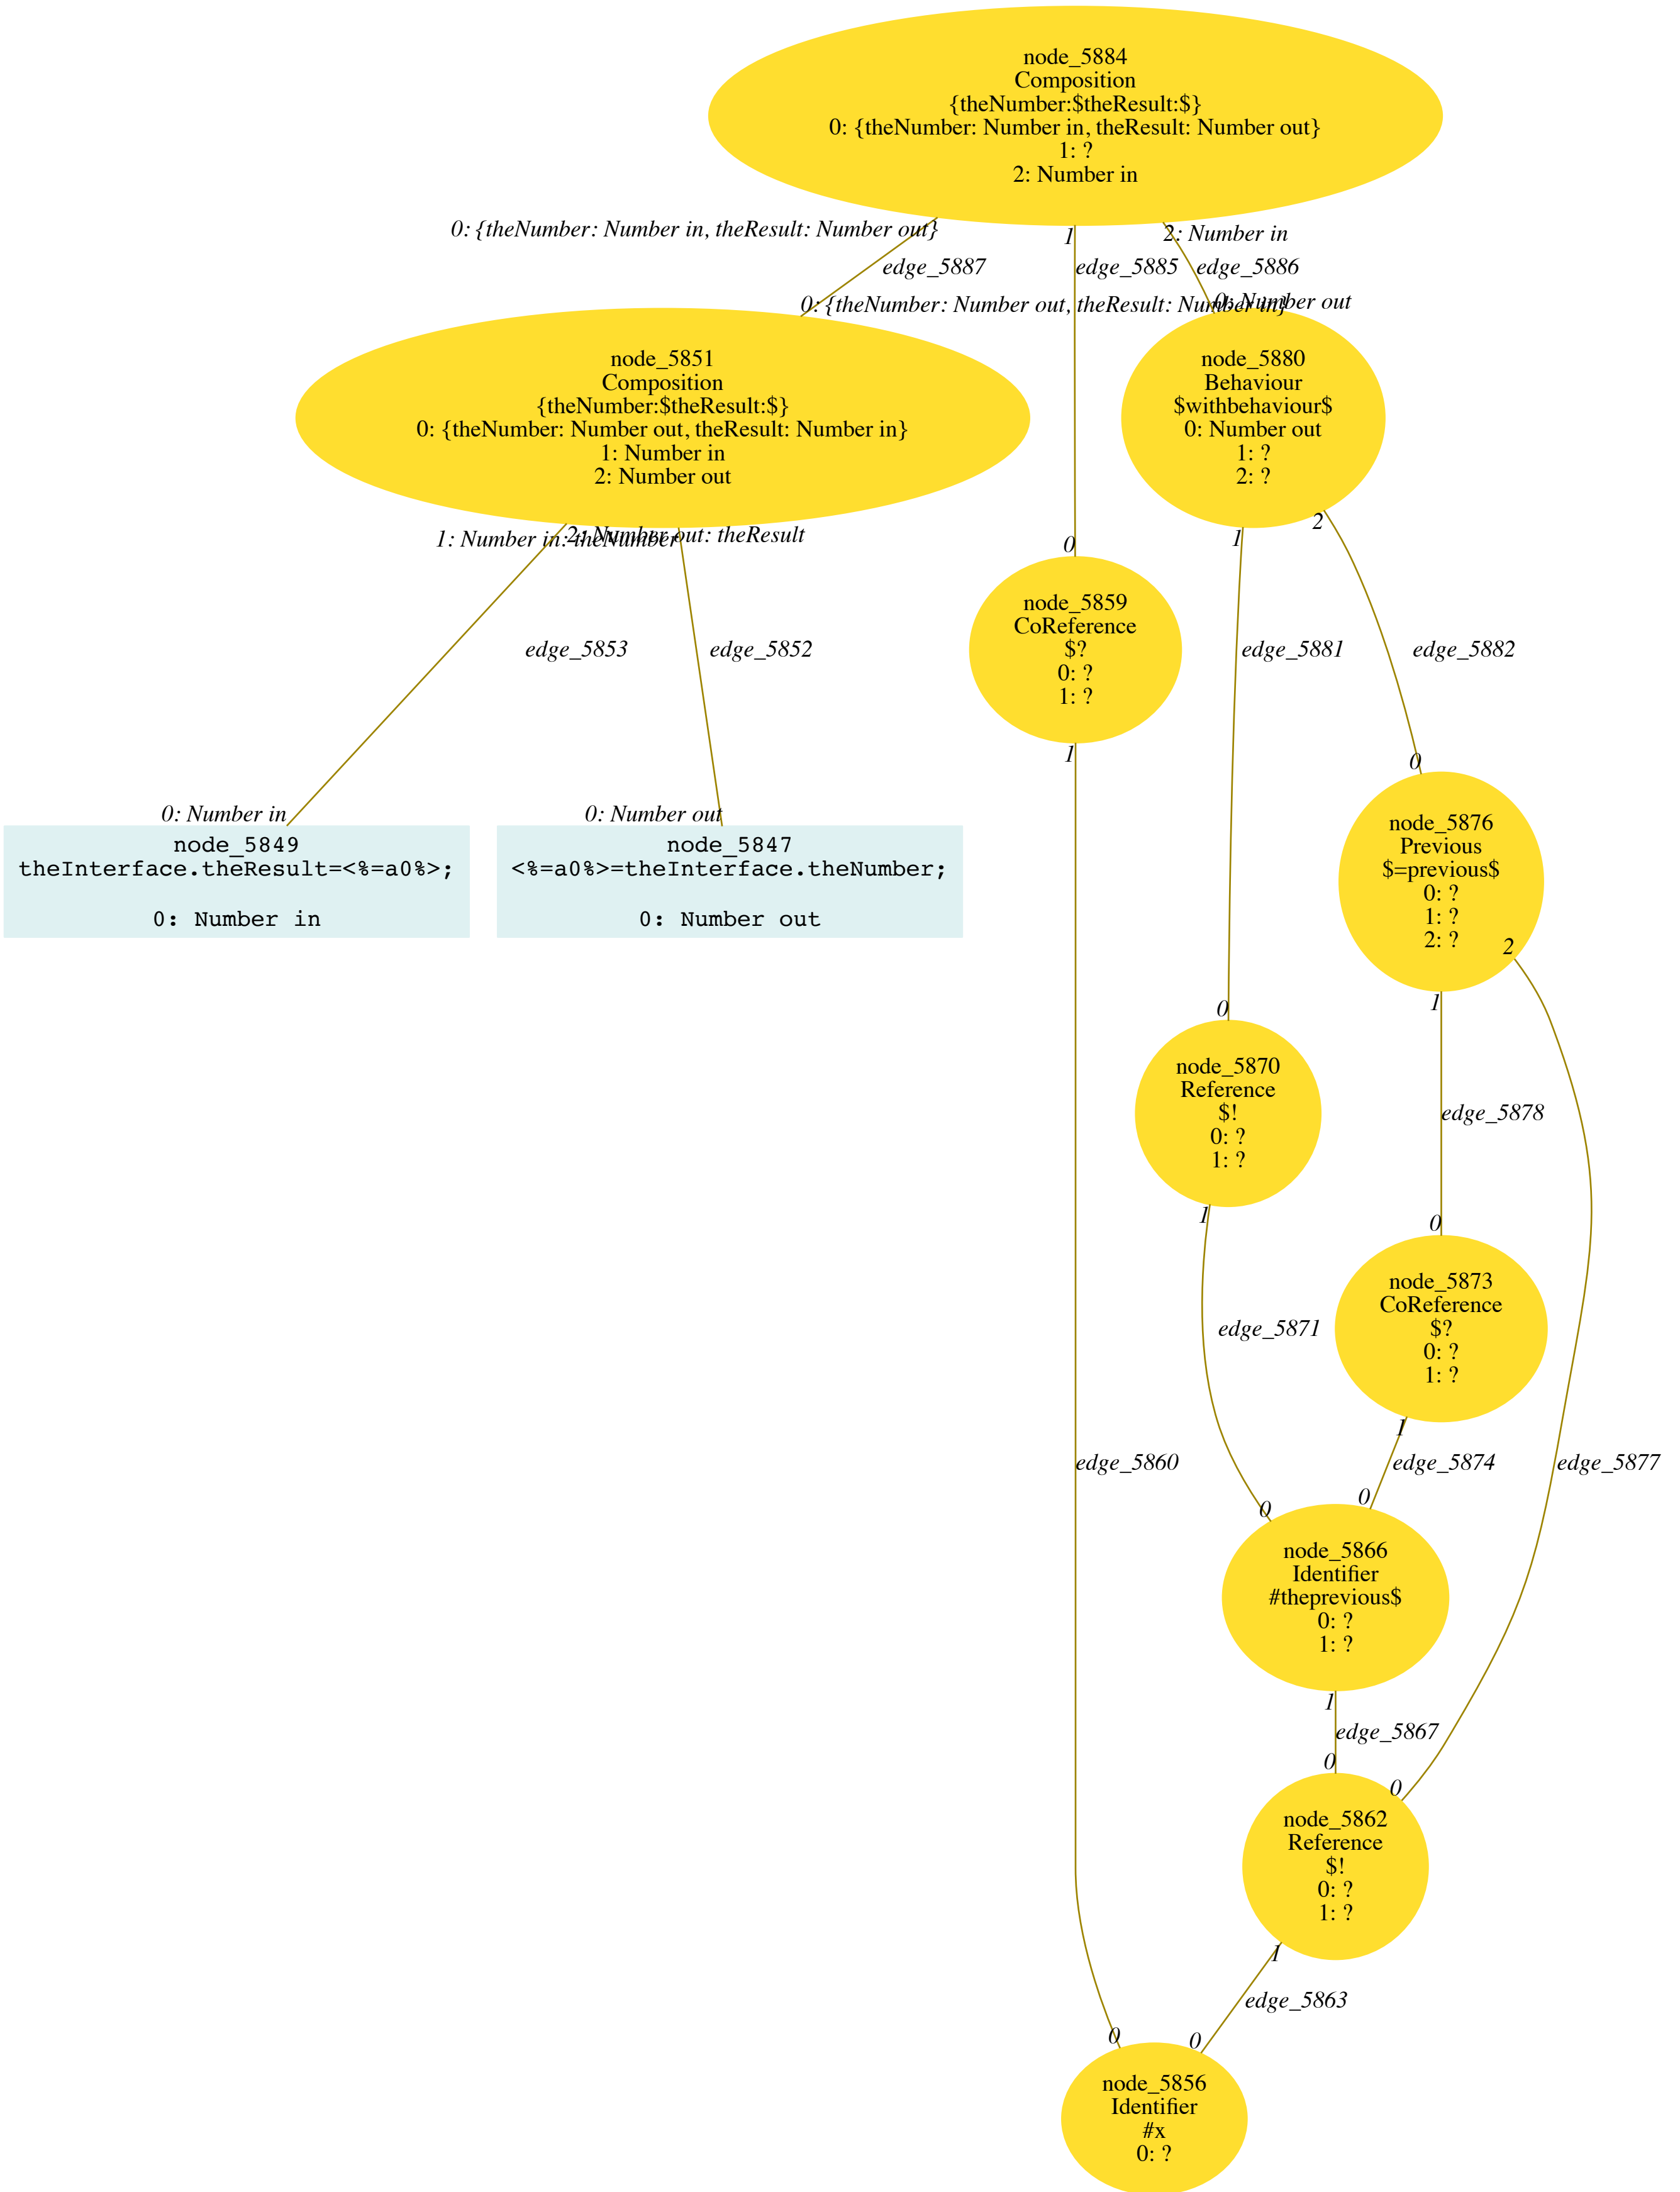 node_5884
Composition
{theNumber:$theResult:$}
0: {theNumber: Number in, theResult: Number out}
1: ?
2: Number in
0: {theNumber: Number in, theResult: Number out}
1
2: Number in
edge_5887
edge_5885
edge_5886
0: {theNumber: Number out, theResult: Number in}
0: Number out
node_5851
Composition
{theNumber:$theResult:$}
0: {theNumber: Number out, theResult: Number in}
1: Number in
2: Number out
node_5880
Behaviour
$withbehaviour$
0: Number out
1: ?
2: ?
1: Number in: theNumber
2: Number out: theResult
0
1
2
node_5859
CoReference
$?
0: ?
1: ?
edge_5853
edge_5852
edge_5881
edge_5882
1
0
0: Number in
0: Number out
node_5849
theInterface.theResult=<%=a0%>;
0: Number in
node_5847
<%=a0%>=theInterface.theNumber;
0: Number out
node_5876
Previous
$=previous$
0: ?
1: ?
2: ?
2
1
0
node_5870
Reference
$!
0: ?
1: ?
edge_5878
1
0
node_5873
CoReference
$?
0: ?
1: ?
edge_5871
1
edge_5860
edge_5874
edge_5877
0
0
node_5866
Identifier
#theprevious$
0: ?
1: ?
1
edge_5867
0
0
node_5862
Reference
$!
0: ?
1: ?
1
edge_5863
0
0
node_5856
Identifier
#x
0: ?